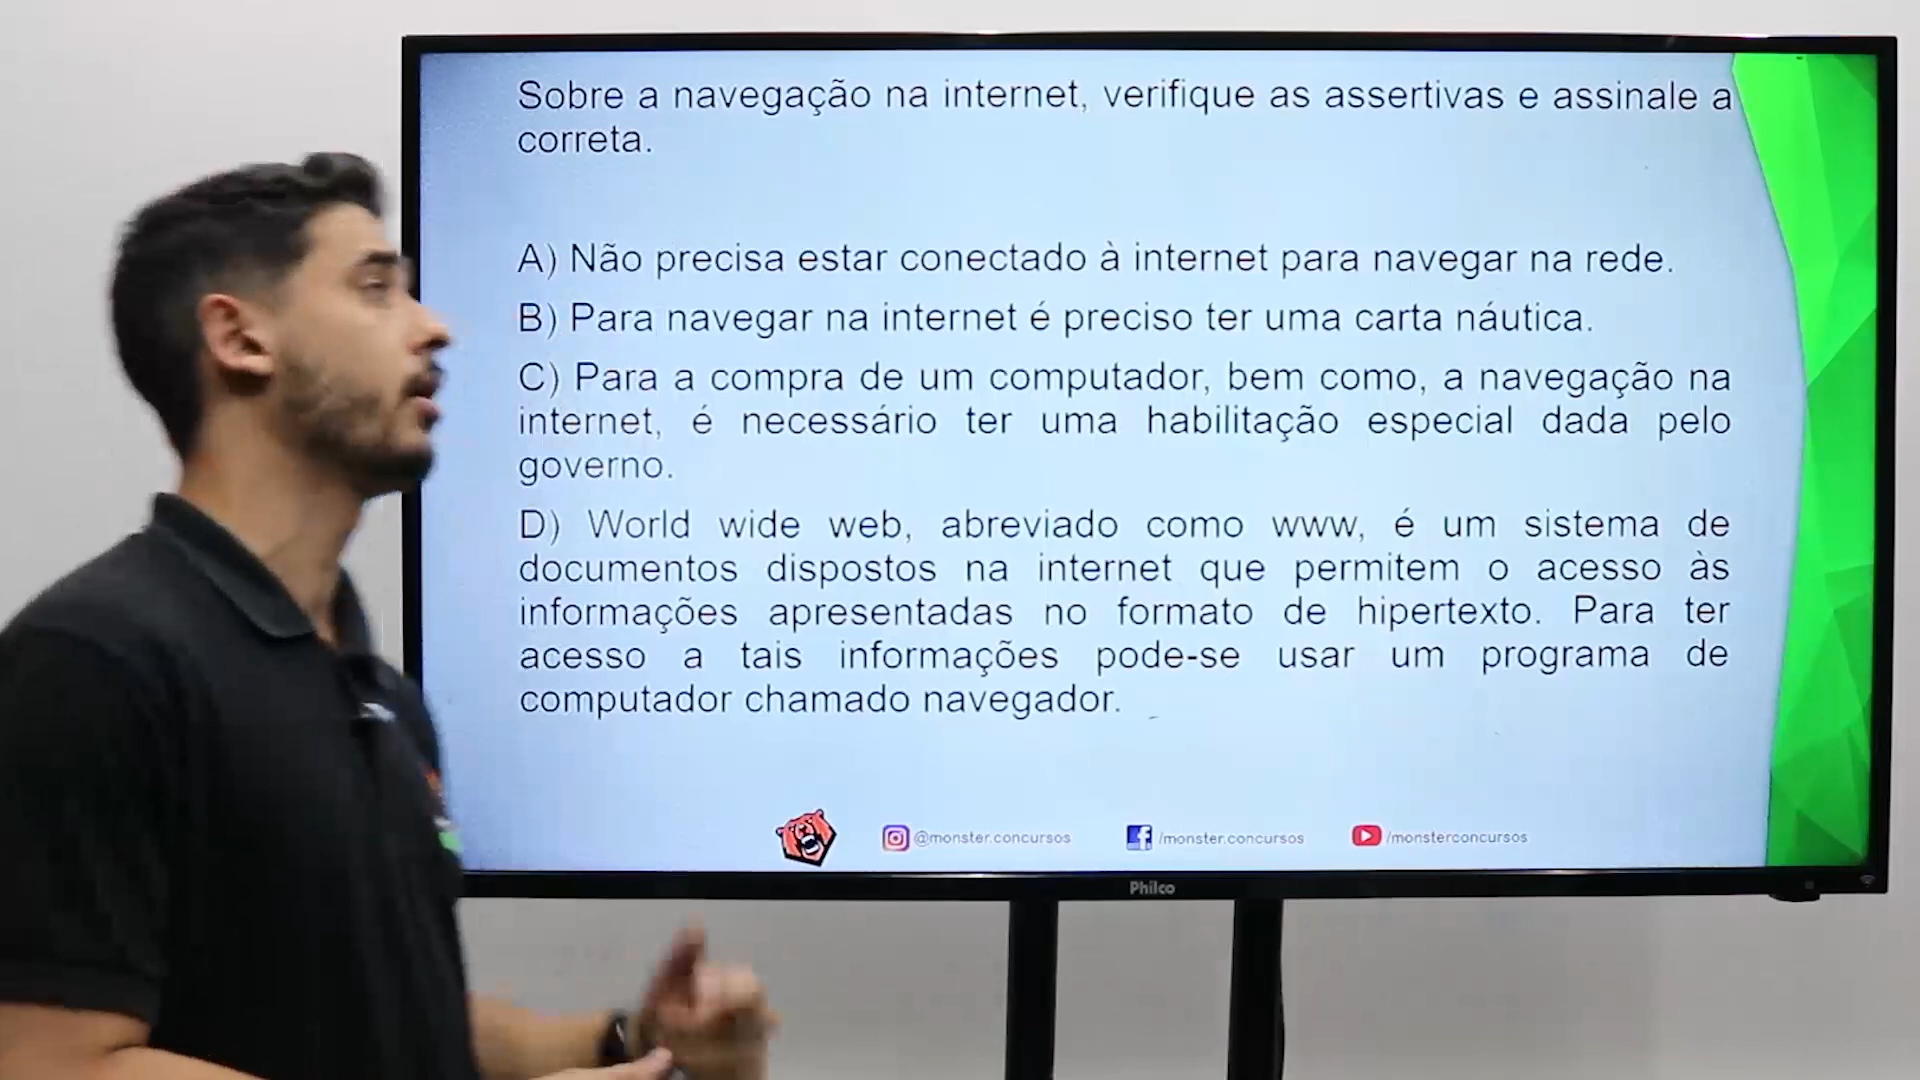 Sobre a navegação na internet, verifique as assertivas e assinale a
correta.
A) Não precisa estar conectado à internet para navegar na rede.
B) Para navegar na internet é preciso ter uma carta náutica.
C) Para a compra de um computador, bem como, a navegação na
internet, é necessário ter uma habilitação especial dada pelo
governo.
D) World wide web, abreviado como www, é um sistema de
documentos dispostos na internet que permitem o acesso às
informações apresentadas no formato de hipertexto. Para ter
acesso a tais informações pode-se usar um programa de
computador chamado navegador.
@monster.concursos /monster.concursos /monsterconcursos
Philco